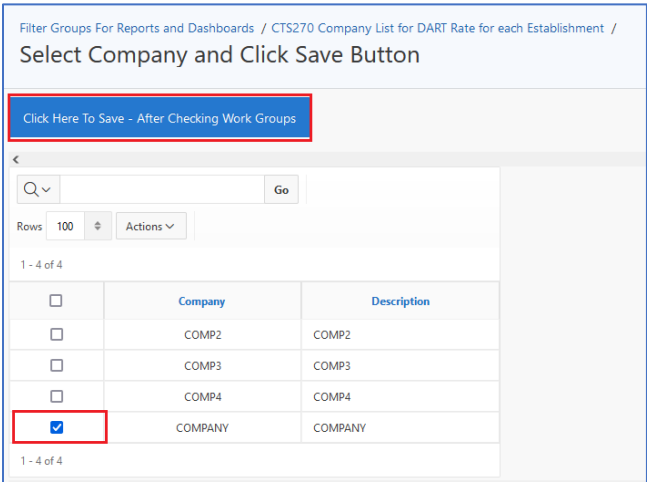 Filter Groups For Reports and Dashboards / CTS270 Company List for DART Rate for each Establishment /
Select Company and Click Save Button
Click Here To Save - After Checking Work Groups
Go
Rows 100 Actions
1 - 4 of 4
Company Description
COMP2 COMP2
COMP3 COMP3
COMP4 COMP4
COMPANY COMPANY
1 - 4 of 4